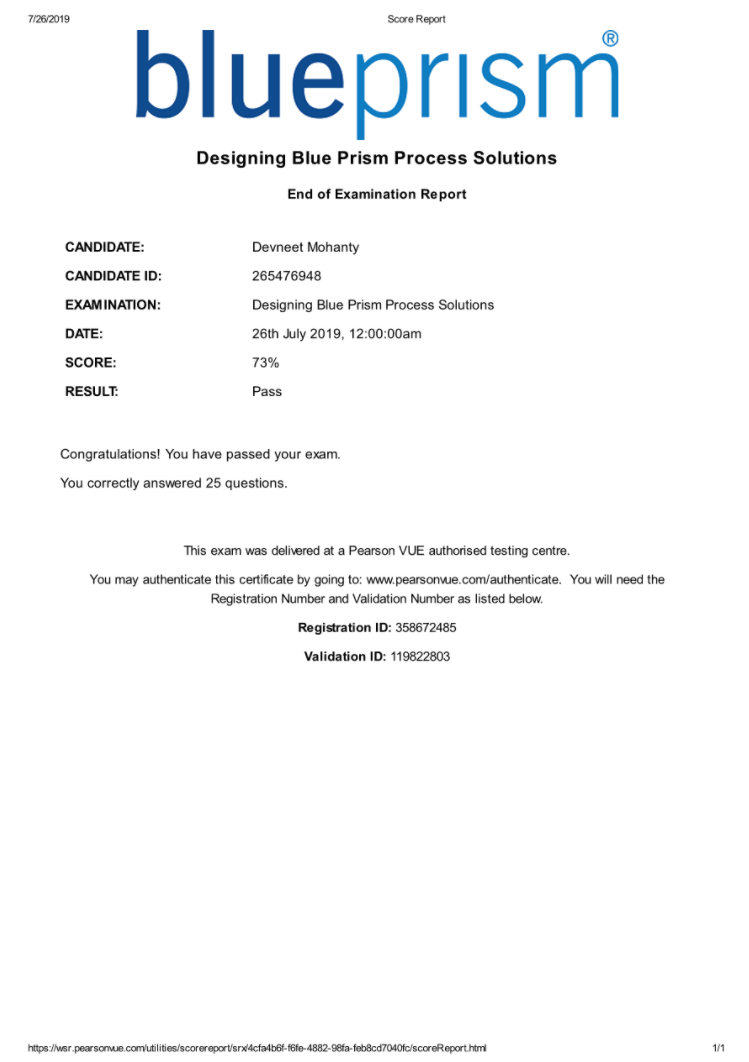 7/26/2019 Score Report
blueprism®
Designing Blue Prism Process Solutions
End of Examination Report
CANDIDATE: Devneet Mohanty
CANDIDATE ID: 265476948
EXAMINATION: Designing Blue Prism Process Solutions
DATE: 26th July 2019, 12:00:00am
SCORE: 73%
RESULT: Pass
Congratulations! You have passed your exam.
You correctly answered 25 questions.
This exam was delivered at a Pearson VUE authorised testing centre.
You may authenticate this certificate by going to: www.pearsonvue.com/authenticate. You will need the
Registration Number and Validation Number as listed below.
Registration ID: 358672485
Validation ID: 119822803
https://wsr.pearsonvue.com/utilities/scorereport/srx/4cfa4b6f-f6fe-4882-98fa-feb8cd7040fc/scoreReport.html 1/1